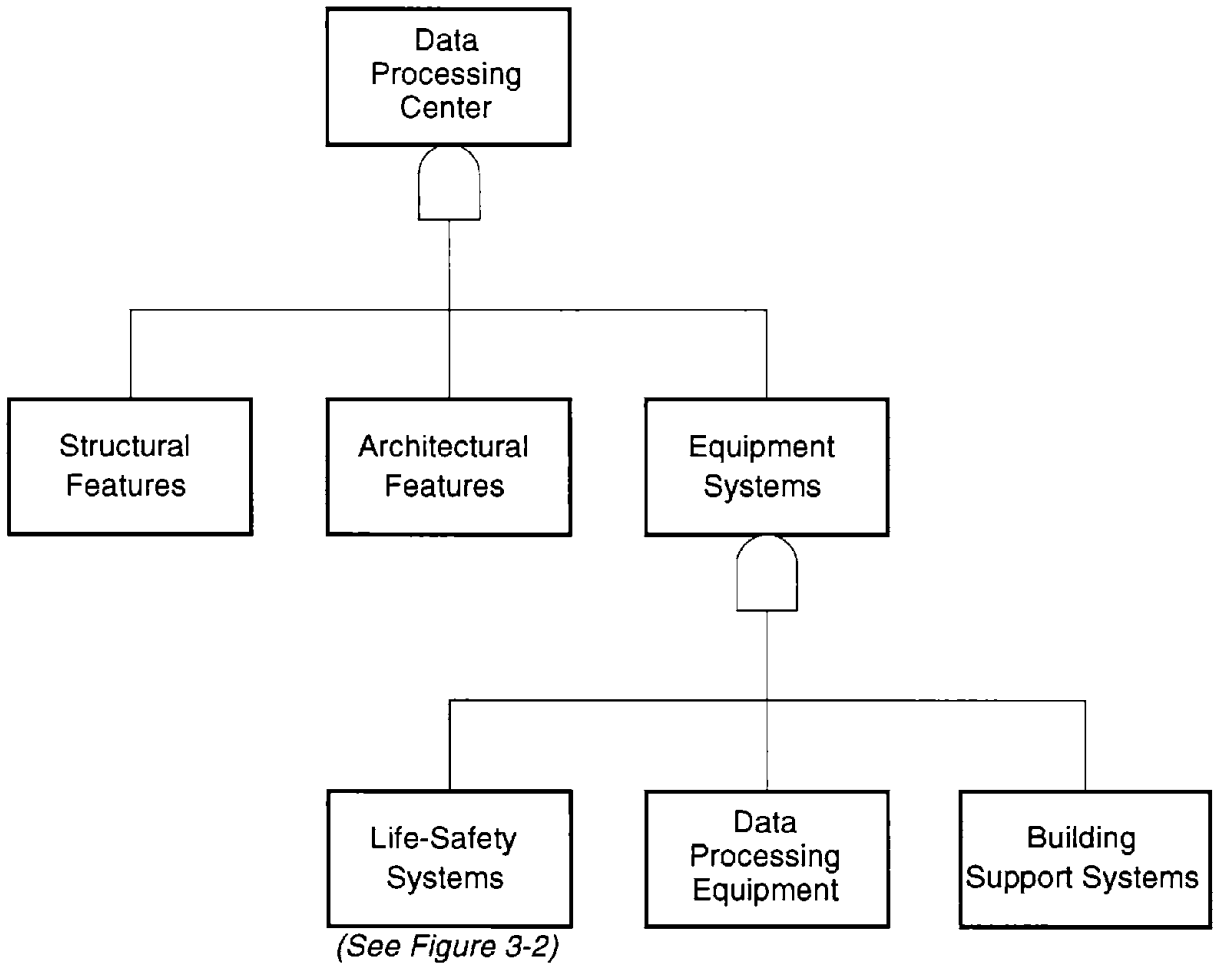 Data
Processing
Center
Structural
Features
Architectural
Features
Equipment
Systems
Life-Safety
Systems
(See Figure 3-2)
Data
Processing
Equipment
Building
Support Systems